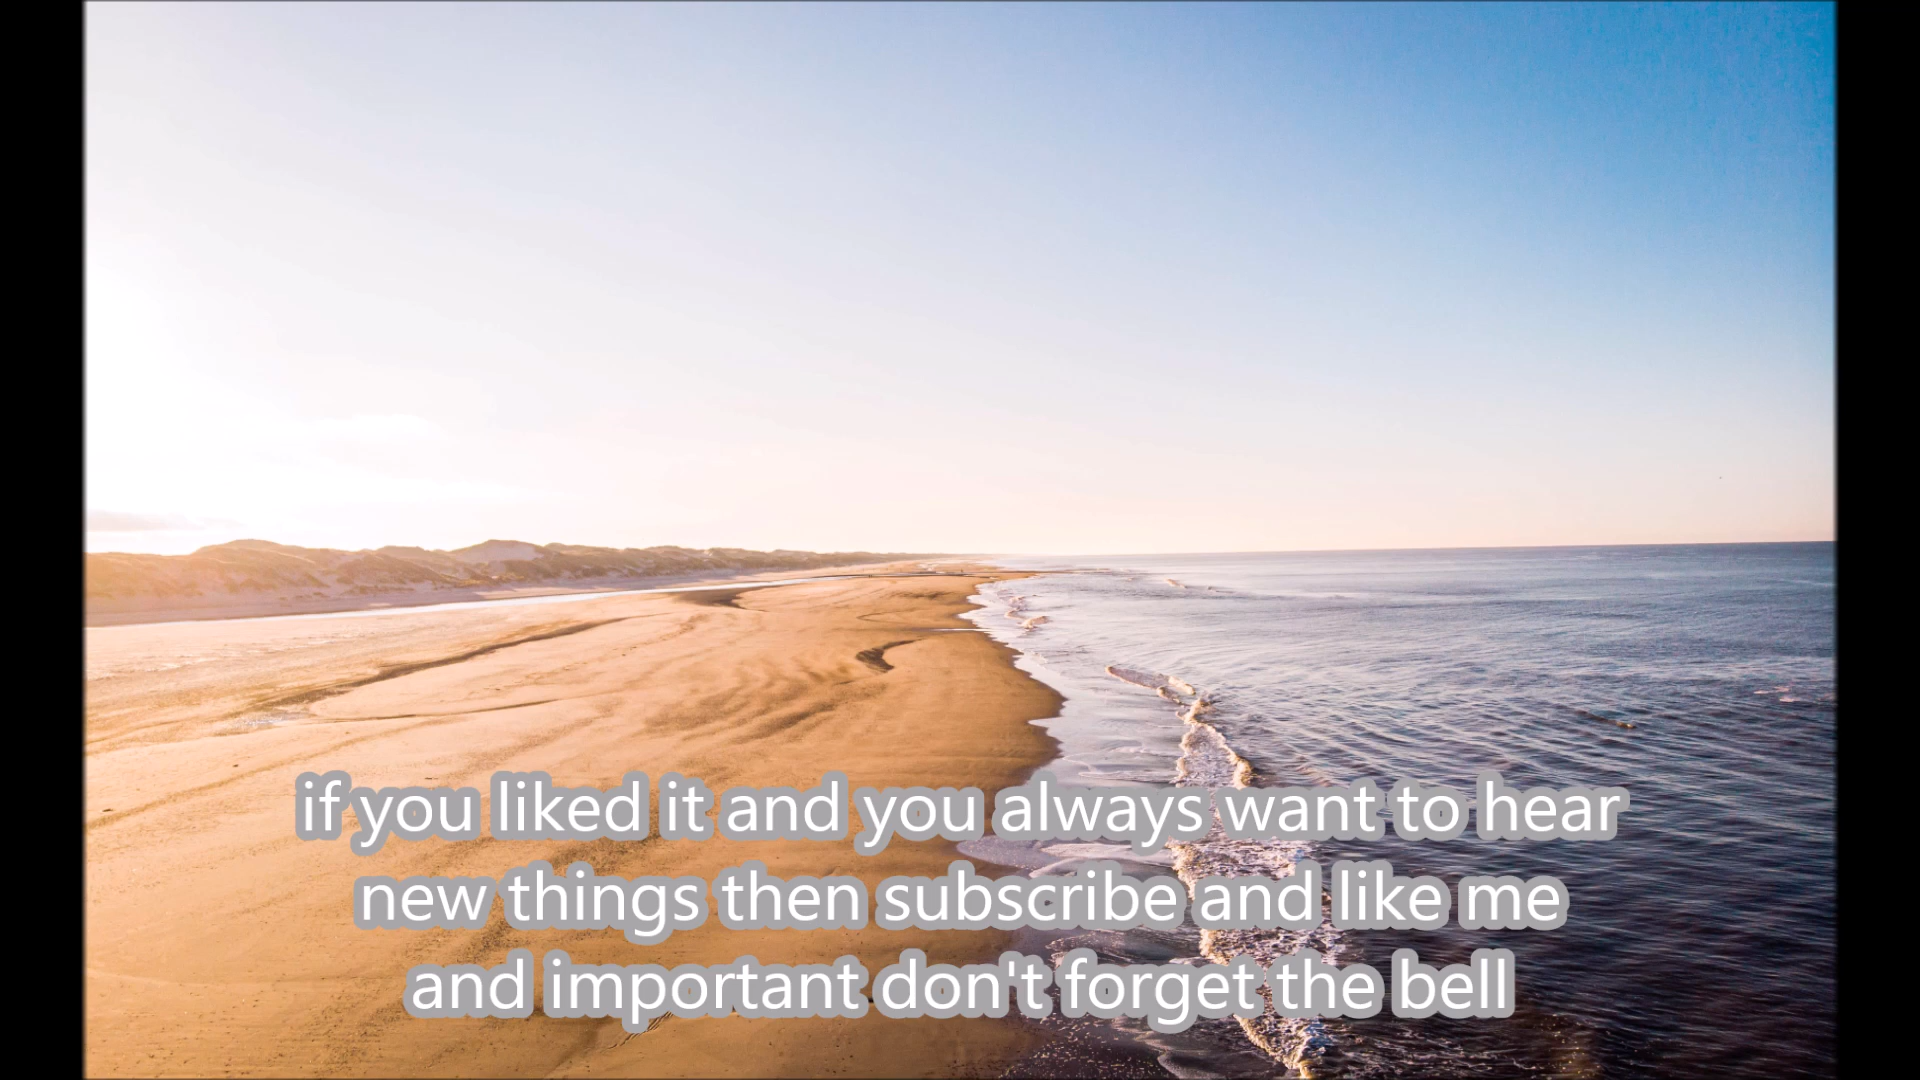 if you liked it and you always want to hear
new things then subscribe and like me
and important don't forget the bell